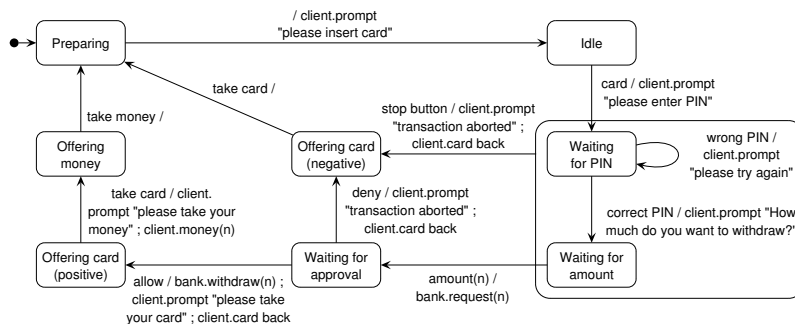 / client.prompt
"please insert card"
Preparing
Idle
take card /
card / client.prompt
"please enter PIN"
take money /
stop button / client.prompt
"transaction aborted" ;
client.card back
Offering
money
Offering card
(negative)
Waiting
for PIN
wrong PIN /
client.prompt
"please try again"
take card / client.
prompt "please take your
money" ; client.money(n)
deny / client.prompt
"transaction aborted" ;
client.card back
correct PIN / client.prompt "How
much do you want to withdraw?"
Offering card
(positive)
Waiting for
approval
Waiting for
amount
allow / bank.withdraw(n) ;
client.prompt "please take
your card" ; client.card back
amount(n) /
bank.request(n)